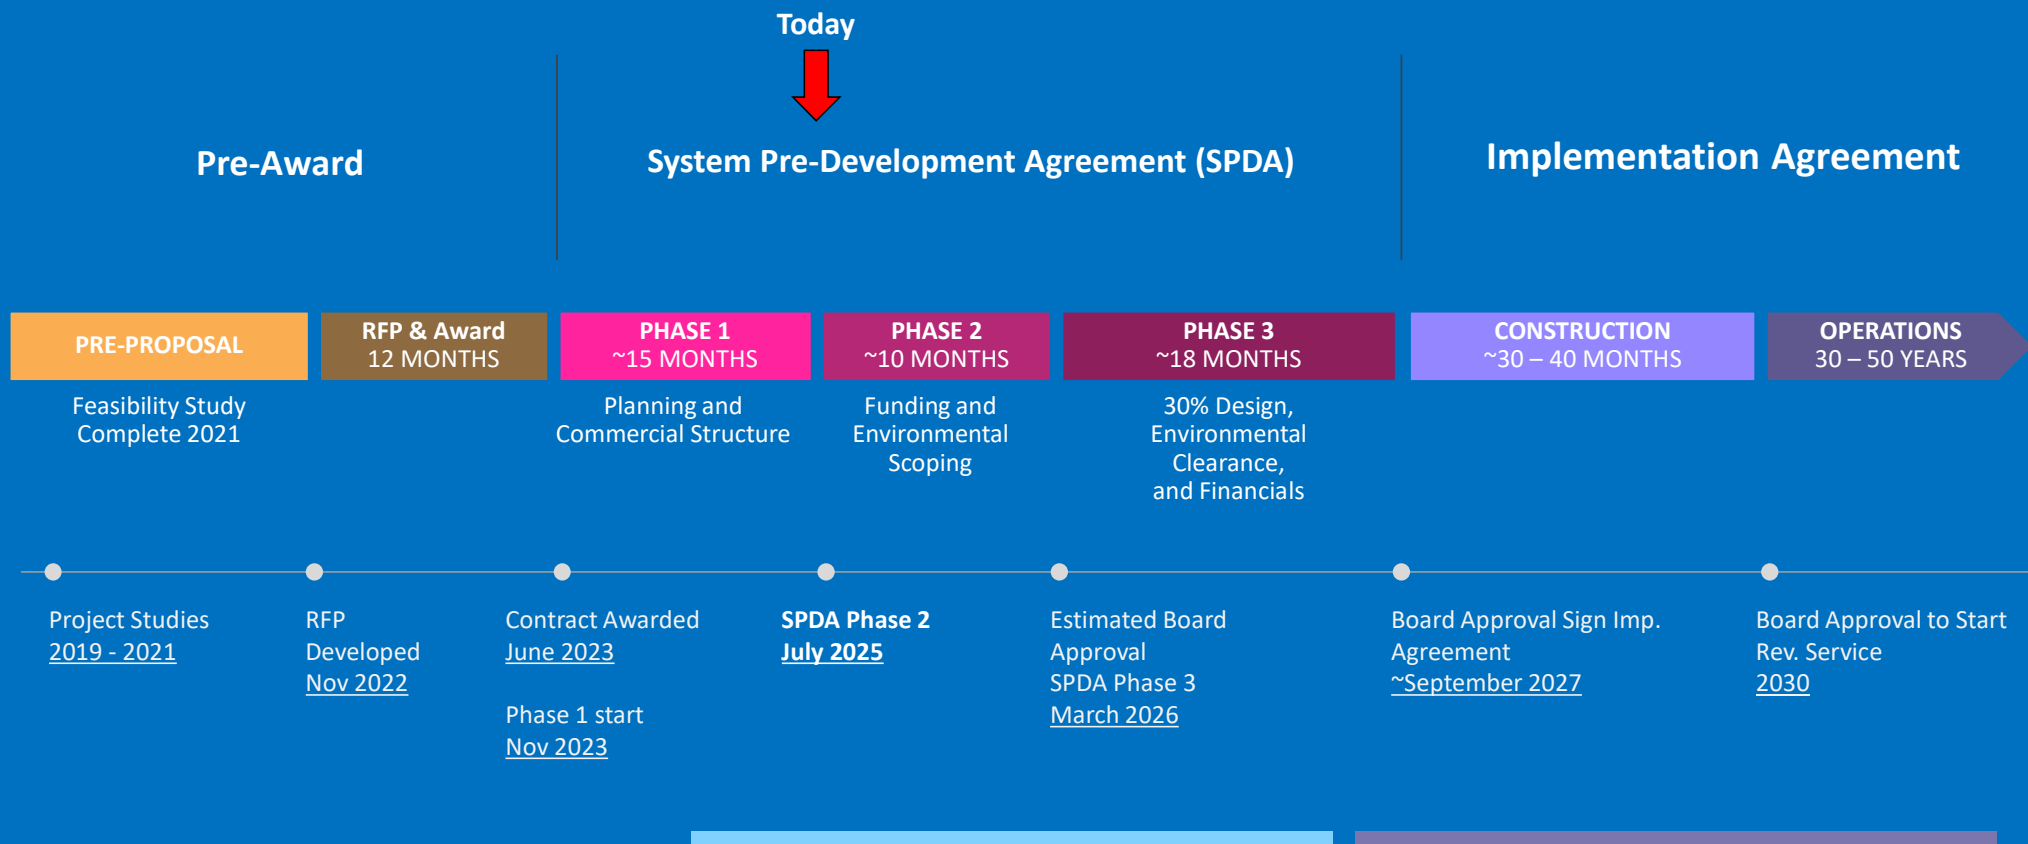 Today
Pre-Award
System Pre-Development Agreement (SPDA)
Implementation Agreement
PRE-PROPOSAL
RFP & Award
12 MONTHS
PHASE 1
~15 MONTHS
PHASE 2
~10 MONTHS
PHASE 3
~18 MONTHS
CONSTRUCTION
~30 – 40 MONTHS
OPERATIONS
30 – 50 YEARS
Feasibility Study
Complete 2021
Planning and
Commercial Structure
Funding and
Environmental
Scoping
30% Design,
Environmental
Clearance,
and Financials
Project Studies
2019 - 2021
RFP
Developed
Nov 2022
Contract Awarded
June 2023
Phase 1 start
Nov 2023
SPDA Phase 2
July 2025
Estimated Board
Approval
SPDA Phase 3
March 2026
Board Approval Sign Imp.
Agreement
~September 2027
Board Approval to Start
Rev. Service
2030